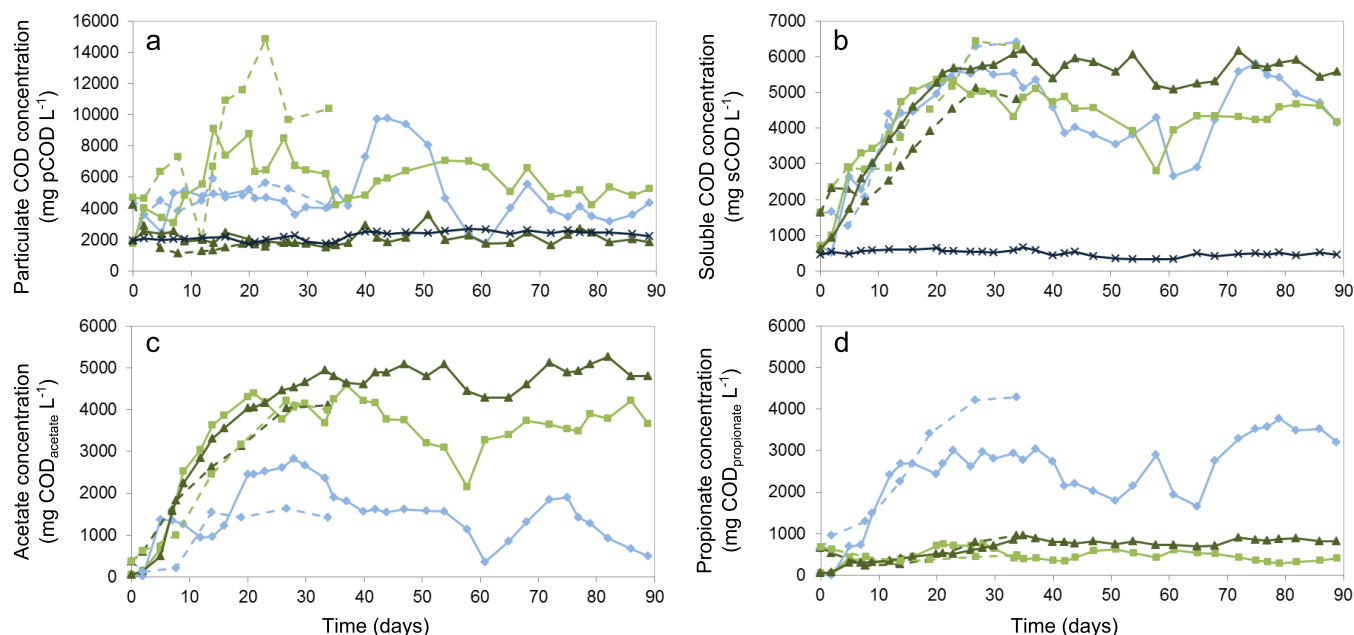 a
Particulate COD concentration
(mg pCOD L-1)
16000
14000
12000
10000
8000
6000
4000
2000
0
0 10 20 30 40 50 60 70 80 90
b
Soluble COD concentration
(mg sCOD L-1)
7000
6000
5000
4000
3000
2000
1000
0
0 10 20 30 40 50 60 70 80 90
c
Acetate concentration
(mg CODacetate L-1)
6000
5000
4000
3000
2000
1000
0
0 10 20 30 40 50 60 70 80 90
Time (days)
d
Propionate concentration
(mg CODpropionate L-1)
6000
5000
4000
3000
2000
1000
0
0 10 20 30 40 50 60 70 80 90
Time (days)